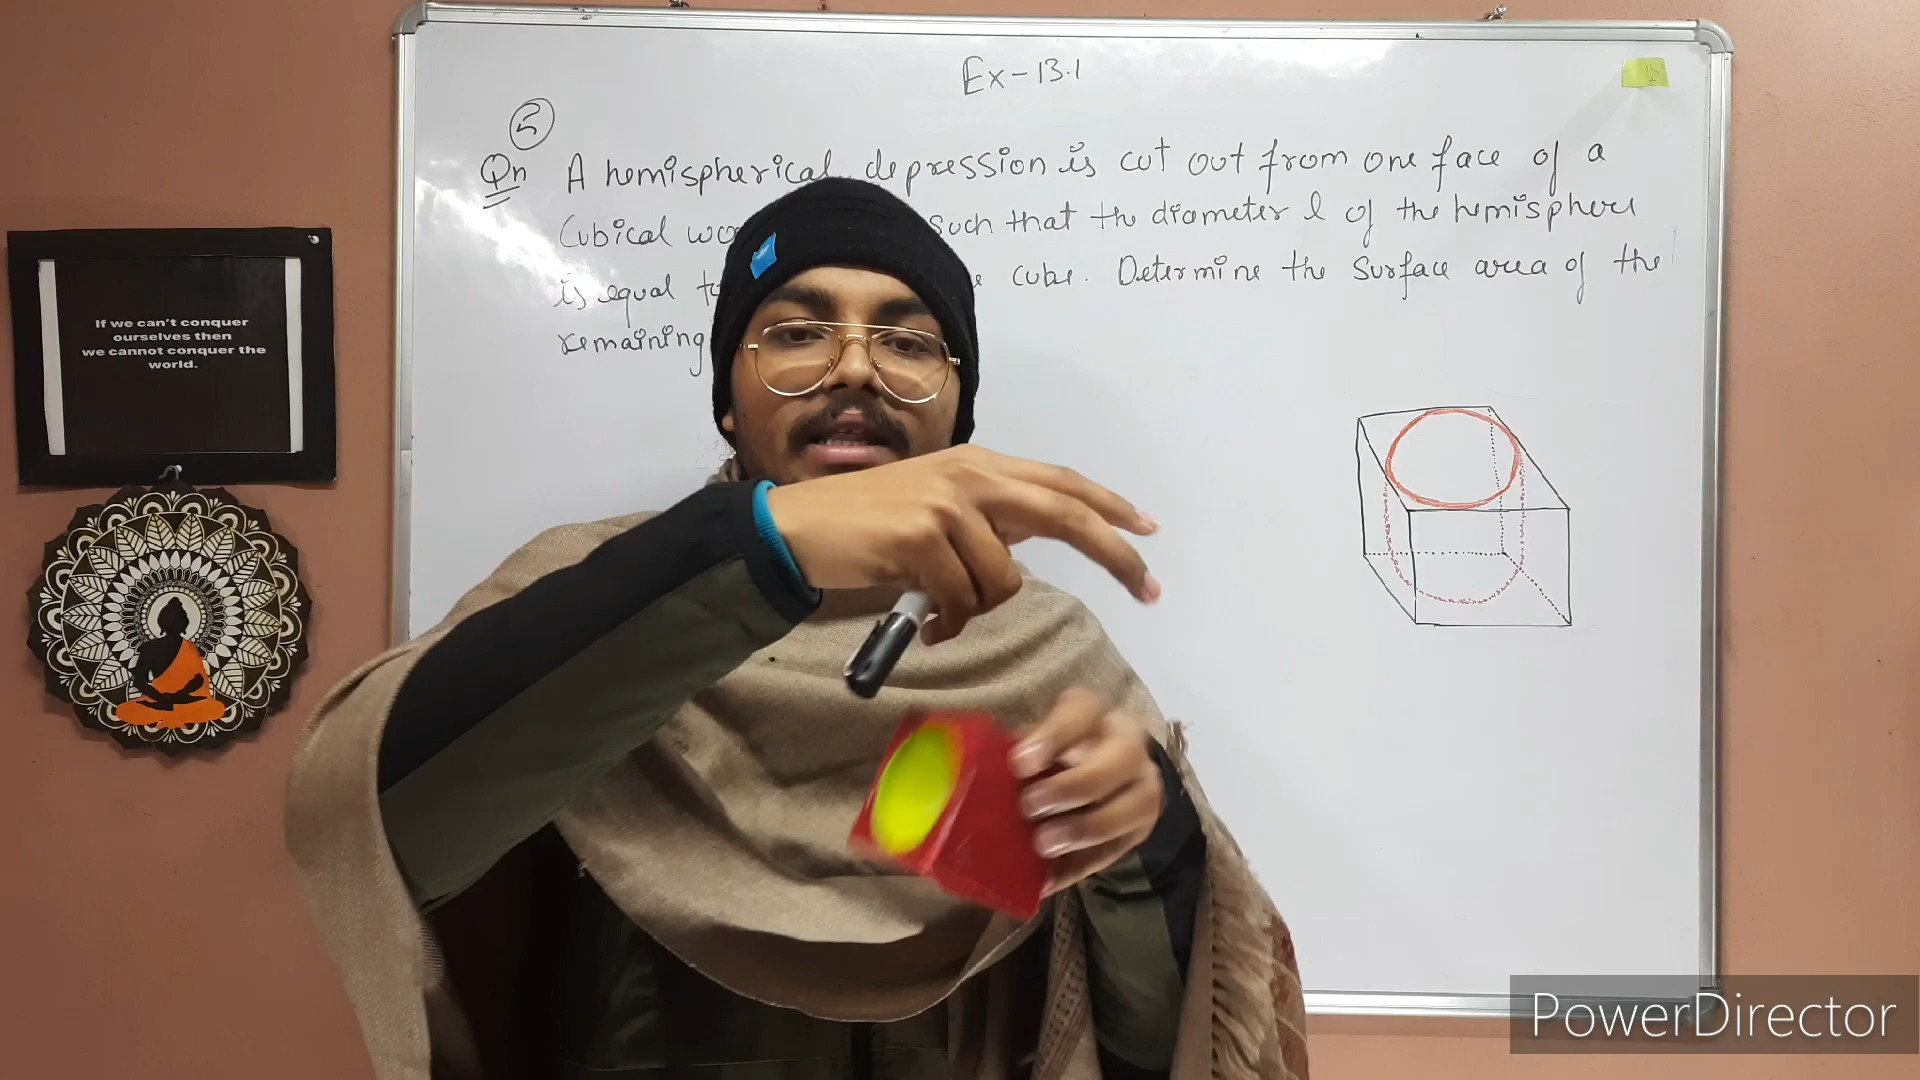 Ex-13.1
5
Qn A hemispherical depression is cut out from one face of a
Cubical such that the diameter l of the hemisphere
is equal cube. Determine the surface area of the
remaining
If we can't conquer
ourselves then
we cannot conquer the
world.
PowerDirector